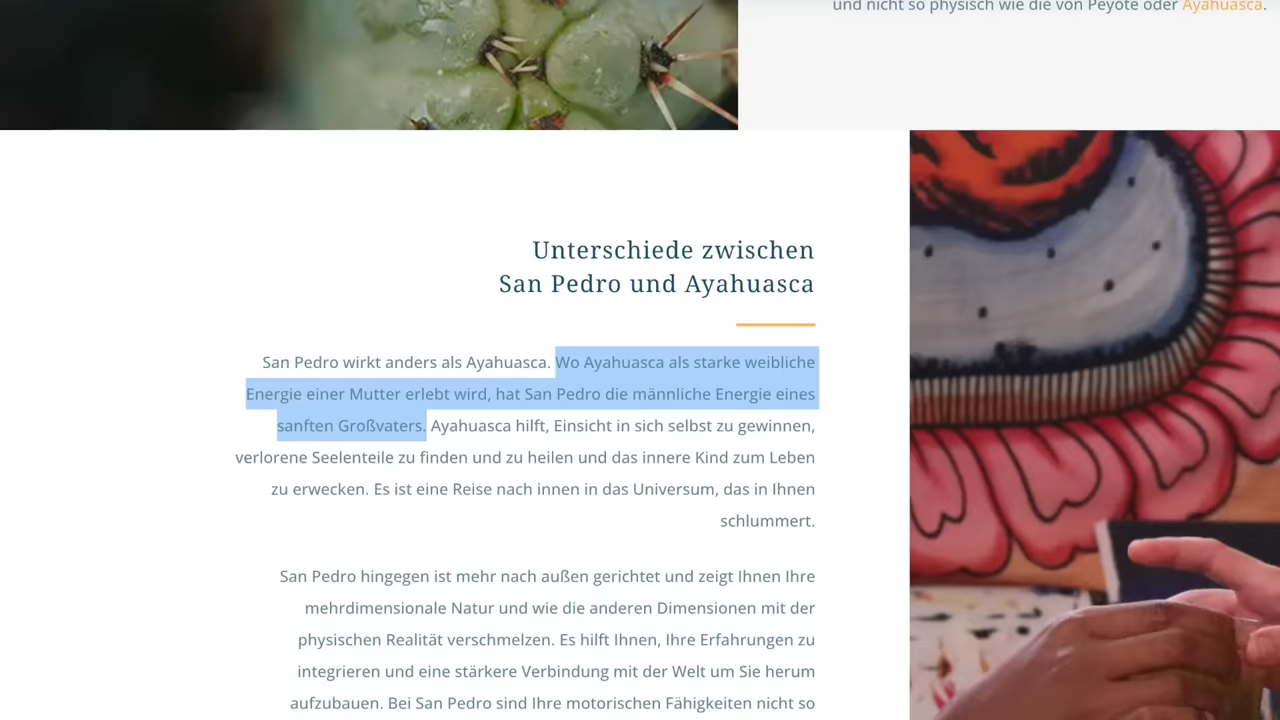 und nicht so physisch wie die von Peyote oder Ayahuasca.
Unterschiede zwischen
San Pedro und Ayahuasca
San Pedro wirkt anders als Ayahuasca. Wo Ayahuasca als starke weibliche
Energie einer Mutter erlebt wird, hat San Pedro die männliche Energie eines
sanften Großvaters. Ayahuasca hilft, Einsicht in sich selbst zu gewinnen,
verlorene Seelenteile zu finden und zu heilen und das innere Kind zum Leben
zu erwecken. Es ist eine Reise nach innen in das Universum, das in Ihnen
schlummert.
San Pedro hingegen ist mehr nach außen gerichtet und zeigt Ihnen Ihre
mehrdimensionale Natur und wie die anderen Dimensionen mit der
physischen Realität verschmelzen. Es hilft Ihnen, Ihre Erfahrungen zu
integrieren und eine stärkere Verbindung mit der Welt um Sie herum
aufzubauen. Bei San Pedro sind Ihre motorischen Fähigkeiten nicht so